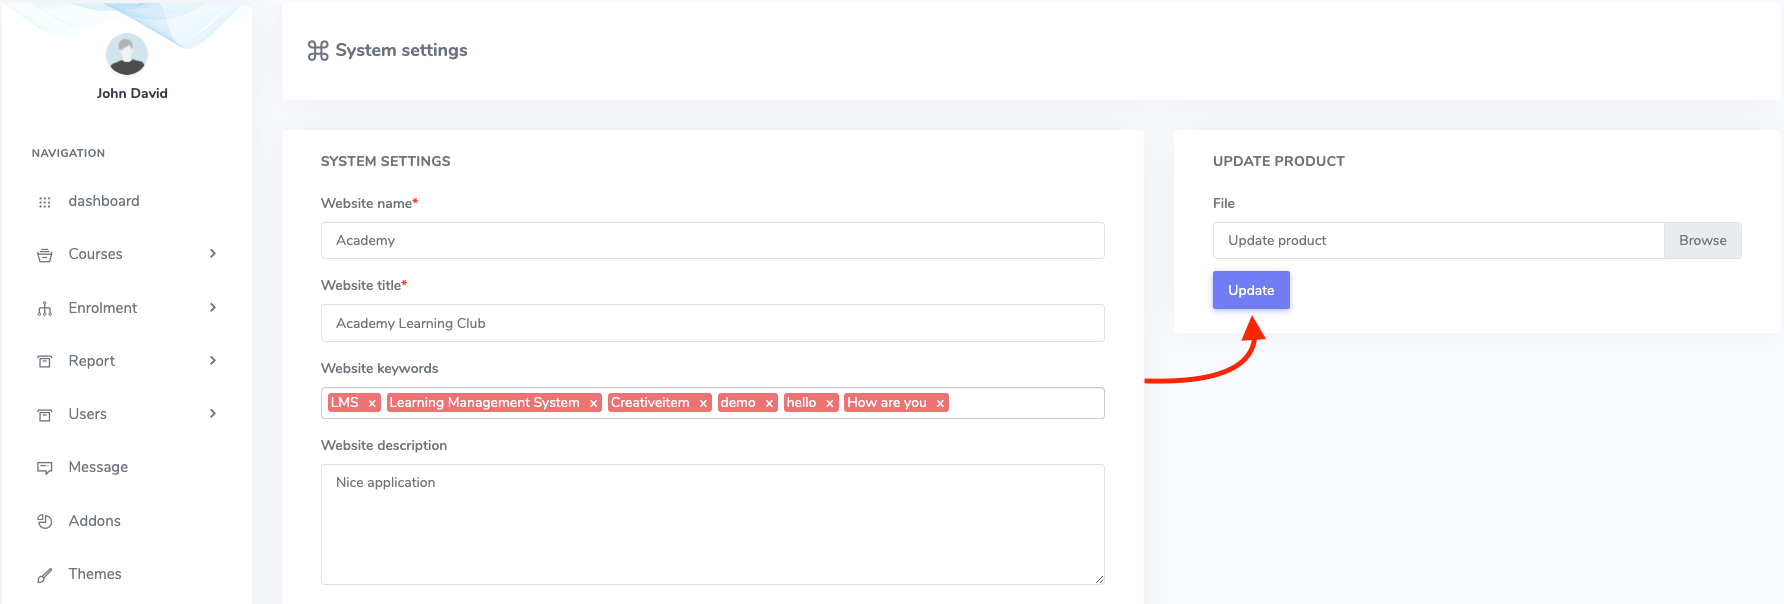 John David
NAVIGATION
dashboard
Courses
Enrolment
Report
Users
Message
Addons
Themes
System settings
SYSTEM SETTINGS
Website name*
Academy
Website title*
Academy Learning Club
Website keywords
LMS x Learning Management System x Creativeitem x demo x hello x How are you x
Website description
Nice application
UPDATE PRODUCT
File
Update product Browse
Update